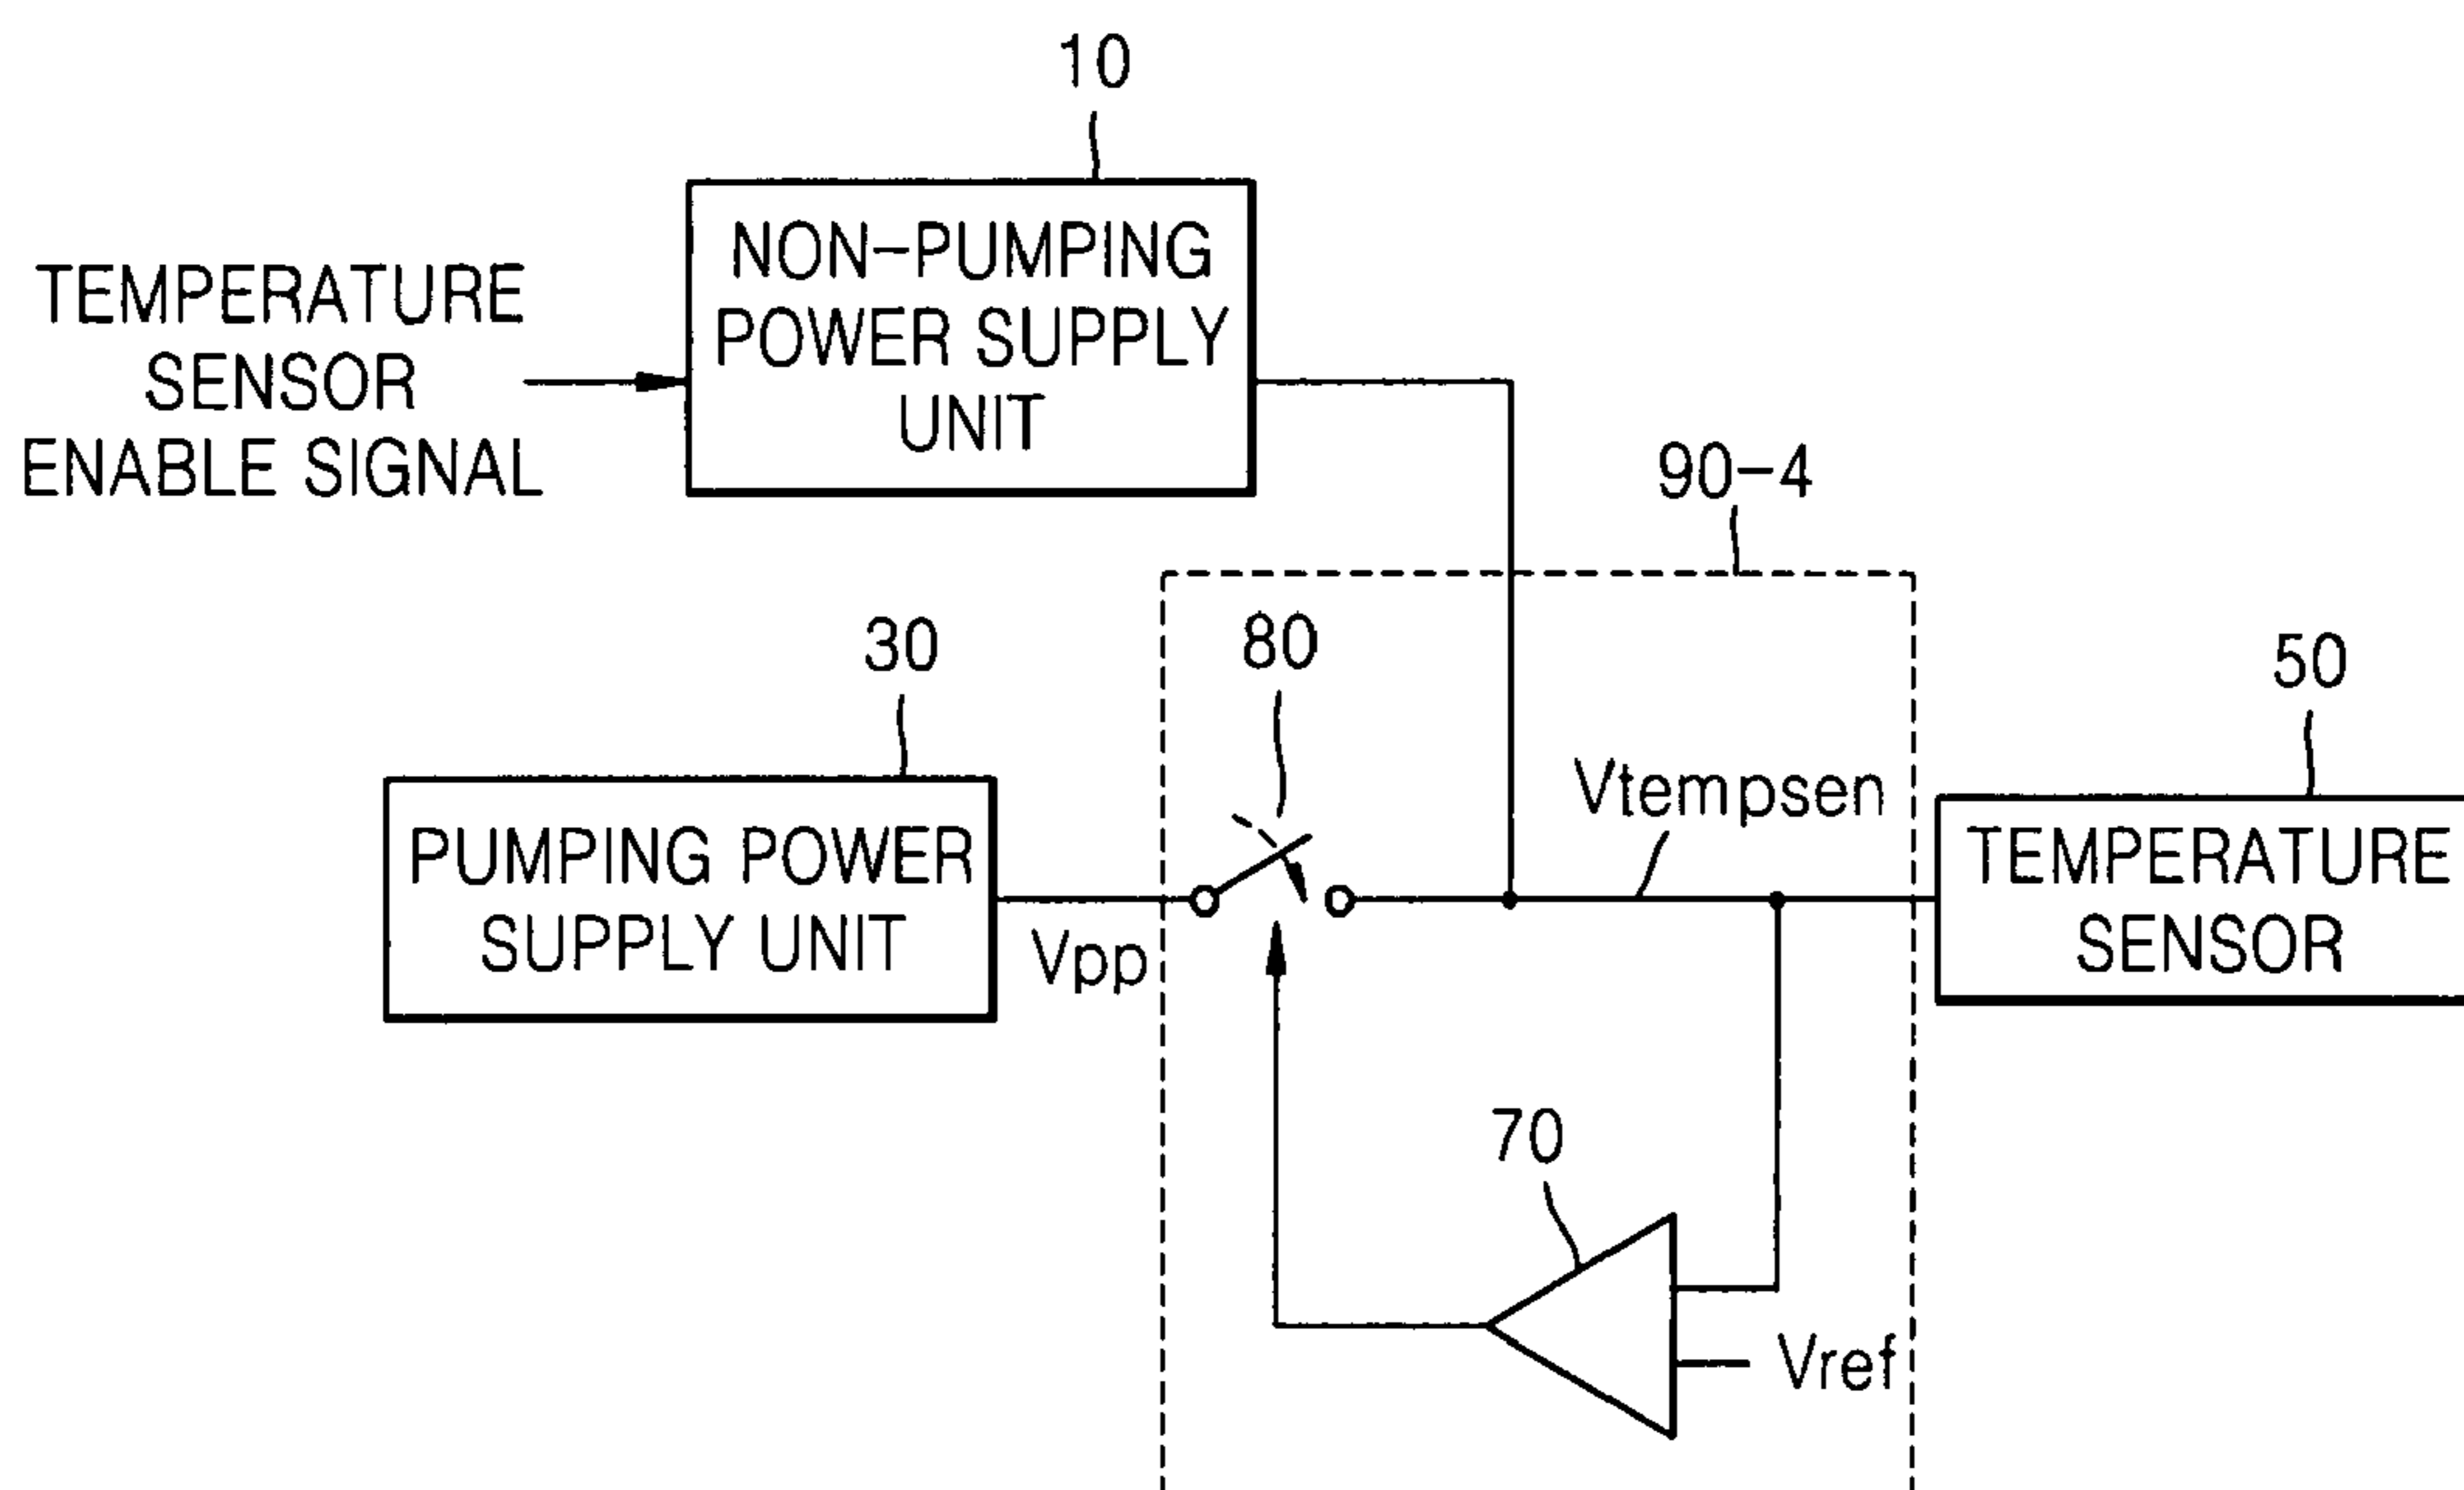 10
NON-PUMPING
POWER SUPPLY
UNIT
TEMPERATURE
SENSOR
ENABLE SIGNAL
90-4
30
80
50
PUMPING POWER
SUPPLY UNIT
Vpp
Vtempsen
TEMPERATURE
SENSOR
70
Vref